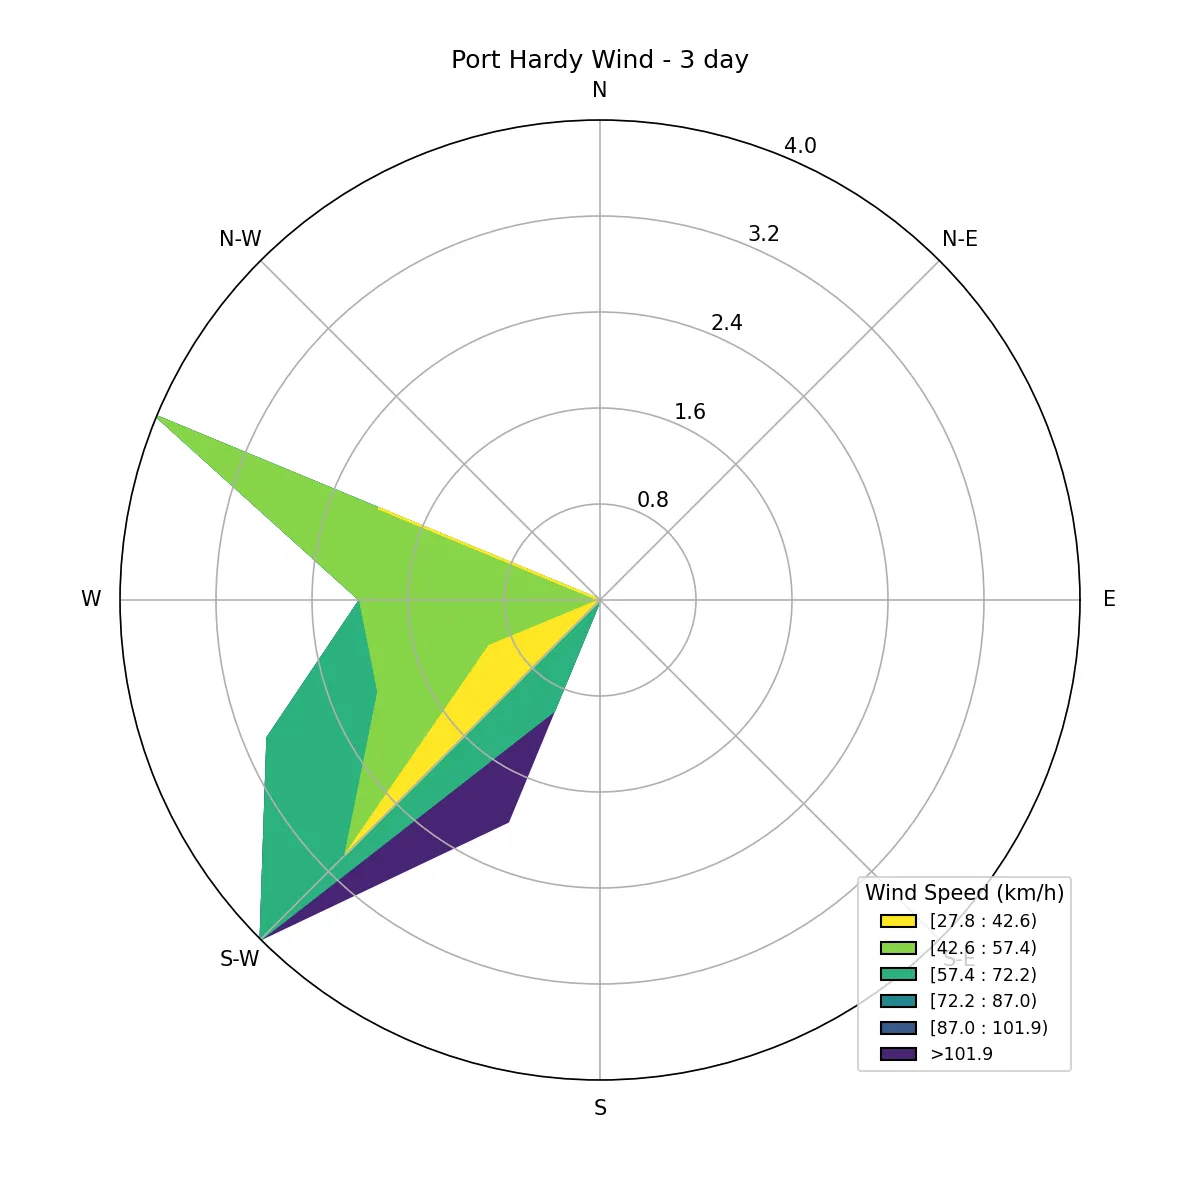 Port Hardy Wind - 3 day
N
4.0
N-W
3.2
N-E
2.4
1.6
0.8
W
E
S-W
S-E
Wind Speed (km/h)
[27.8 : 42.6)
[42.6 : 57.4)
[57.4 : 72.2)
[72.2 : 87.0)
[87.0 : 101.9)
>101.9
S